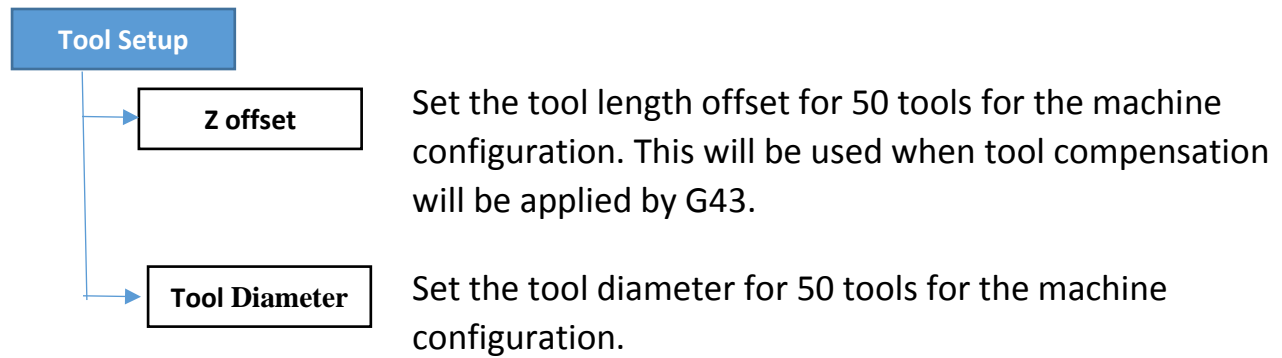 Tool Setup
Z offset
Set the tool length offset for 50 tools for the machine
configuration. This will be used when tool compensation
will be applied by G43.
Tool Diameter
Set the tool diameter for 50 tools for the machine
configuration.